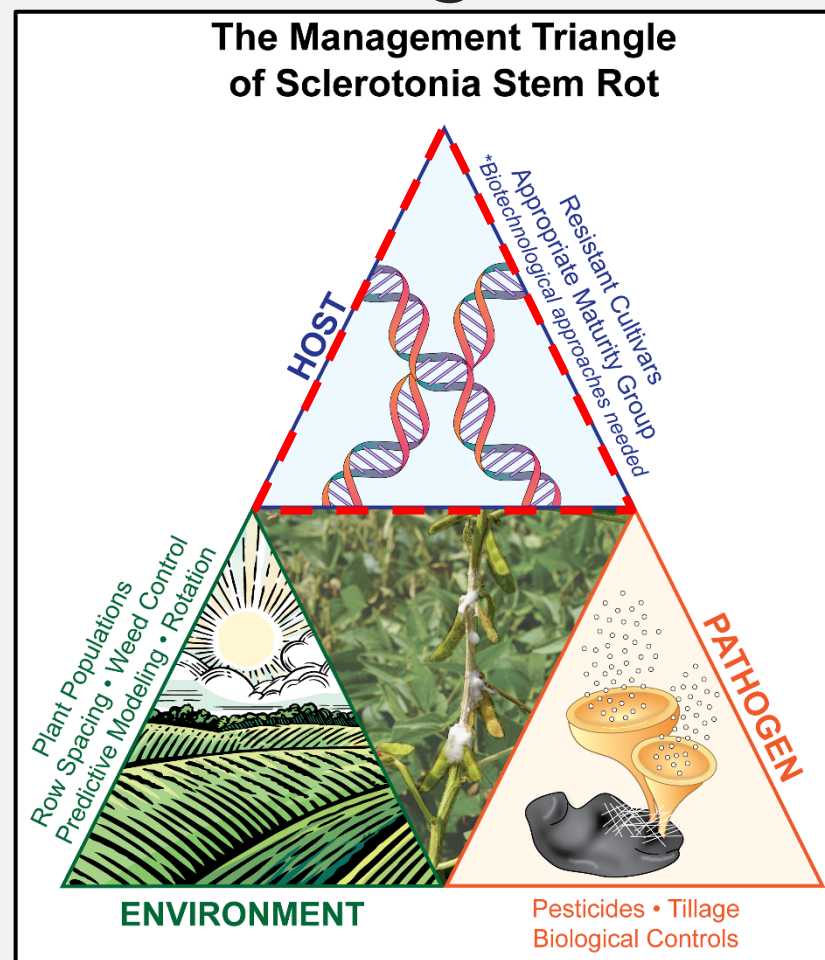 The Management Triangle
of Sclerotonia Stem Rot
HOST
Resistant Cultivars
Appropriate Maturity Group
*Biotechnological approaches needed
Plant Populations
Row Spacing • Weed Control
Predictive Modeling • Rotation
ENVIRONMENT
PATHOGEN
Pesticides • Tillage
Biological Controls